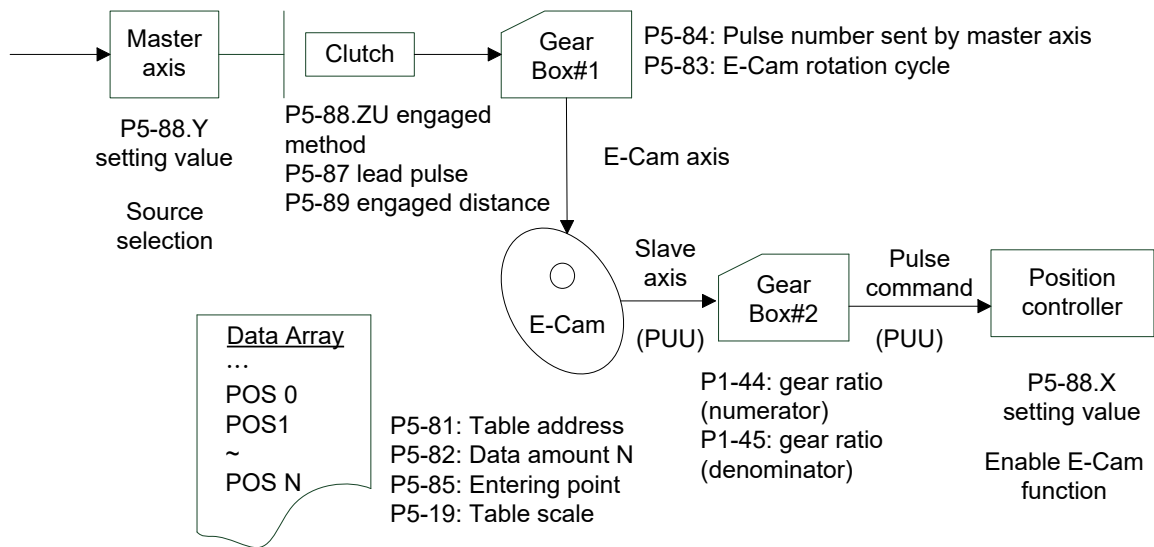 Master
axis
Clutch
Gear
Box#1
P5-84: Pulse number sent by master axis
P5-83: E-Cam rotation cycle
P5-88.Y
setting value
Source
selection
P5-88.ZU engaged
method
P5-87 lead pulse
P5-89 engaged distance
E-Cam axis
E-Cam
Slave
axis
(PUU)
Gear
Box#2
Pulse
command
(PUU)
Position
controller
Data Array
...
POS 0
POS1
~
POS N
P5-81: Table address
P5-82: Data amount N
P5-85: Entering point
P5-19: Table scale
P1-44: gear ratio
(numerator)
P1-45: gear ratio
(denominator)
P5-88.X
setting value
Enable E-Cam
function